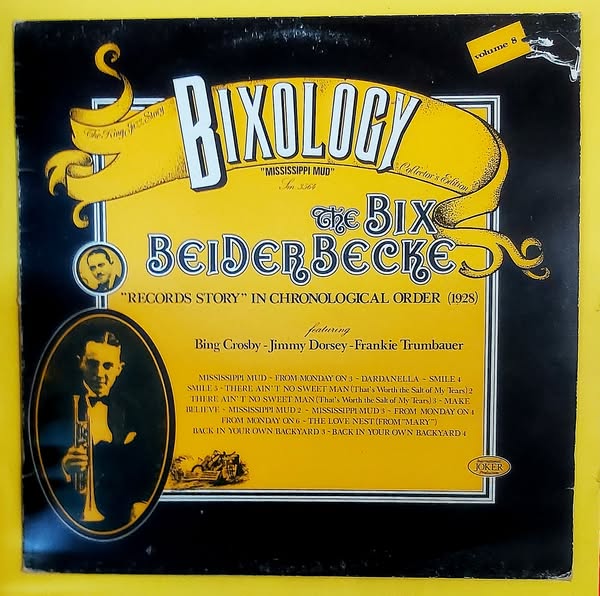 volume 8
The King Jazz Story
BIXOLOGY
"MISSISSIPPI MUD"
Collector's Edition
Sm 3564
THE BIX
BEIDERBECKE
"RECORDS STORY" IN CHRONOLOGICAL ORDER (1928)
featuring
Bing Crosby - Jimmy Dorsey - Frankie Trumbauer
MISSISSIPPI MUD - FROM MONDAY ON 3 - DARDANELLA - SMILE 4
SMILE 5 - THERE AIN'T NO SWEET MAN (That's Worth the Salt of My Tears) 2
THERE AIN'T NO SWEET MAN (That's Worth the Salt of My Tears) 3 - MAKE
BELIEVE - MISSISSIPPI MUD 2 - MISSISSIPPI MUD 3 - FROM MONDAY ON 4
FROM MONDAY ON 6 - THE LOVE NEST (FROM "MARY")
BACK IN YOUR OWN BACKYARD 3 - BACK IN YOUR OWN BACKYARD 4
JOKER